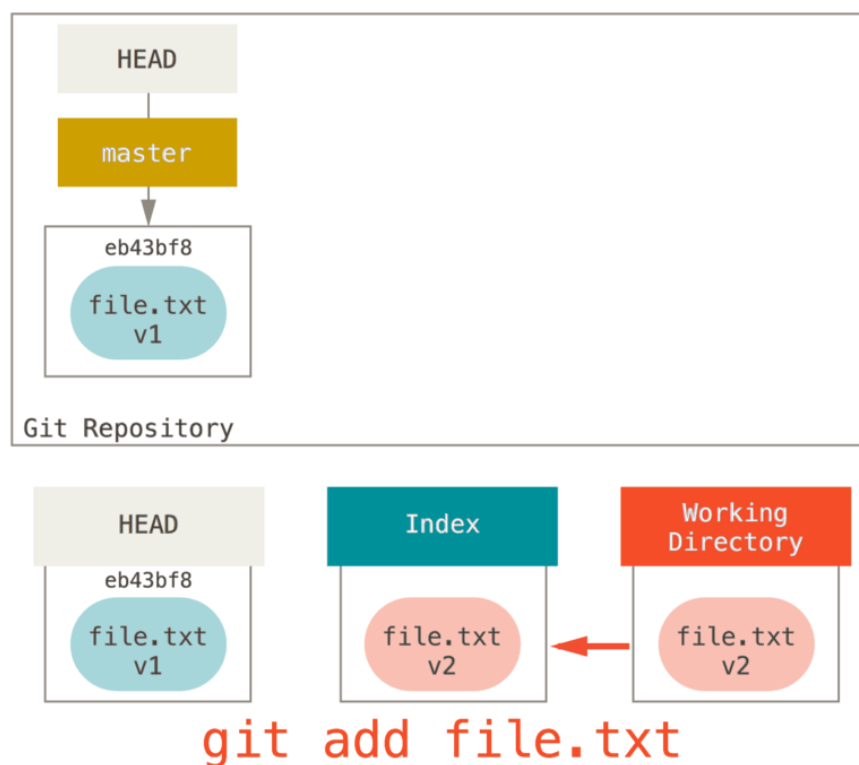 HEAD
master
eb43bf8
file.txt
v1
Git Repository
HEAD
eb43bf8
file.txt
v1
Index
file.txt
v2
Working
Directory
file.txt
v2
git add file.txt